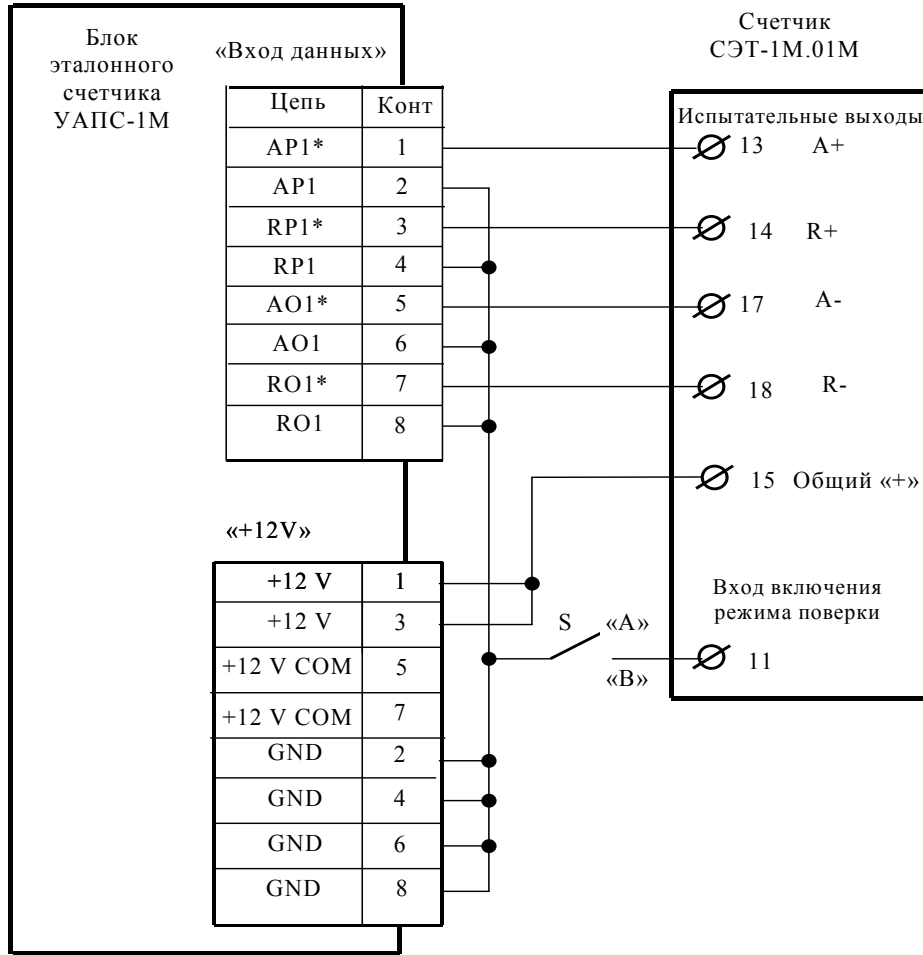 Блок
эталонного
счетчика
УАПС-1М
«Вход данных»
Цепь Конт
AP1* 1
AP1 2
RP1* 3
RP1 4
AO1* 5
AO1 6
RO1* 7
RO1 8
«+12V»
+12 V 1
+12 V 3
+12 V COM 5
+12 V COM 7
GND 2
GND 4
GND 6
GND 8
S «А»
«В»
Счетчик
СЭТ-1М.01М
Испытательные выходы
13 A+
14 R+
17 A-
18 R-
15 Общий «+»
Вход включения
режима поверки
11